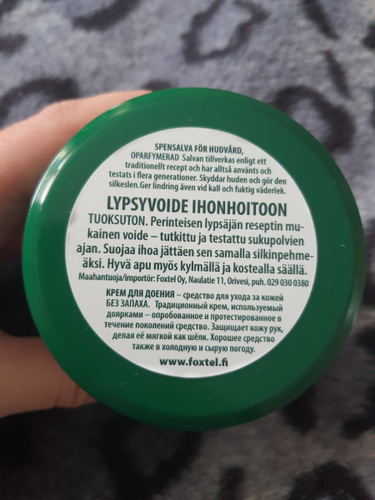 SPENSALVA FÖR HUDVÅRD,
OPARFYMERAD Salvan tillverkas enligt ett
traditionellt recept och har alltså använts och
testats i flera generationer. Skyddar huden och gör den
silkeslen. Ger lindring även vid kall och fuktig väderlek.
LYPSYVOIDE IHONHOITOON
TUOKSUTON. Perinteisen lypsäjän reseptin mu-
kainen voide – tutkittu ja testattu sukupolvien
ajan. Suojaa ihoa jättäen sen samalla silkinpehme-
äksi. Hyvä apu myös kylmällä ja kostealla säällä.
Maahantuoja/importör: Foxtel Oy, Naulatie 11, Orivesi, puh. 029 030 0380
КРЕМ ДЛЯ ДОЕНИЯ – средство для ухода за кожей
БЕЗ ЗАПАХА. Традиционный крем, используемый
доярками – опробованное и протестированное в
течение поколений средство. Защищает кожу рук,
делая её мягкой как шёлк. Хорошее средство
также в холодную и сырую погоду.
www.foxtel.fi